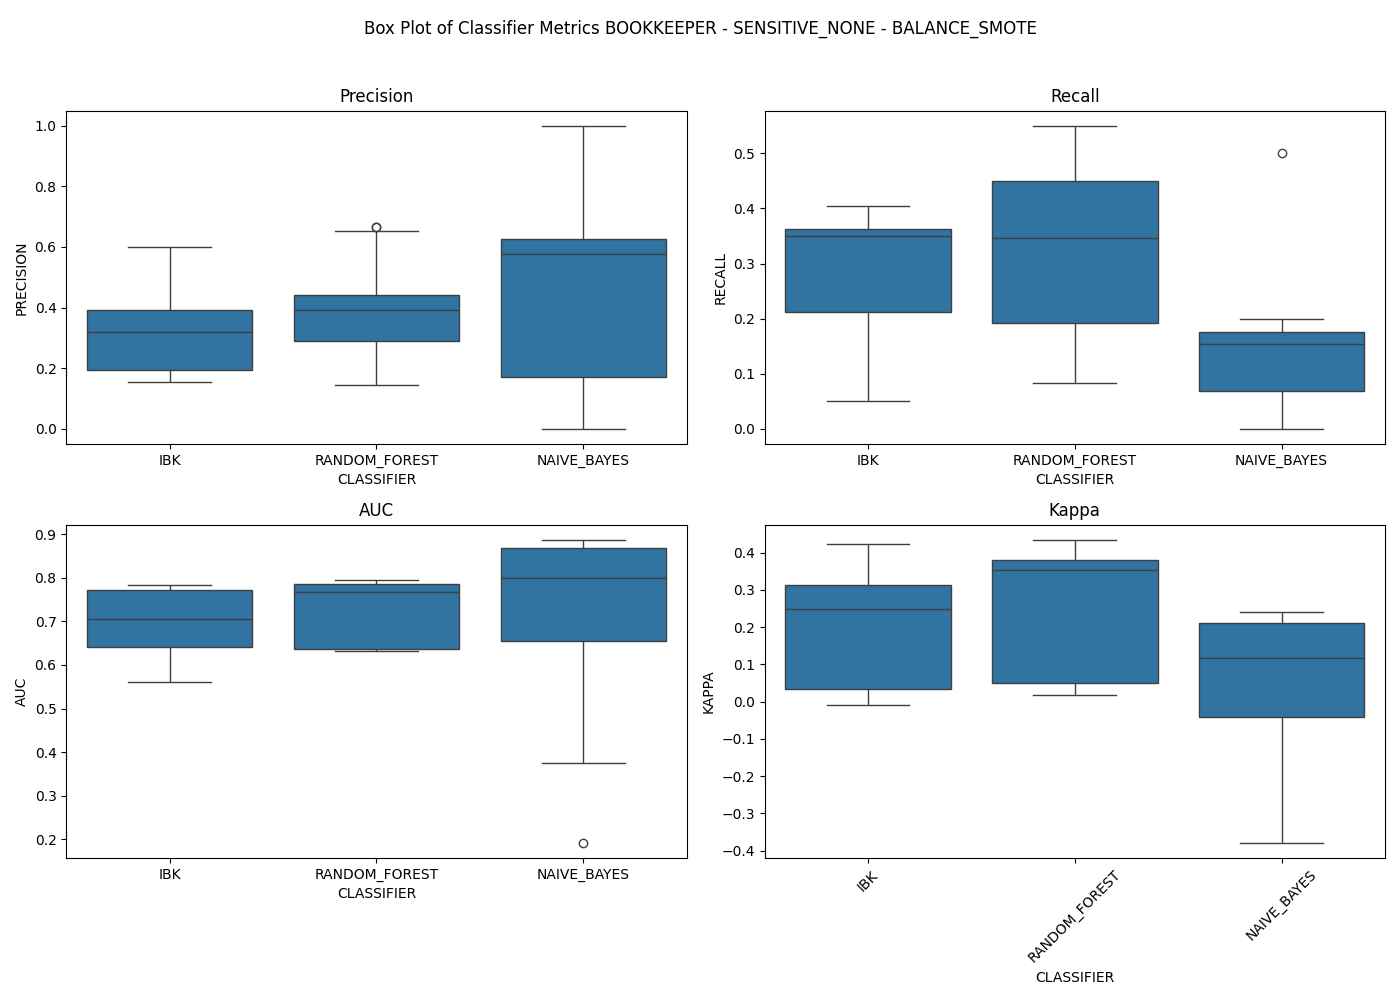 Box Plot of Classifier Metrics BOOKKEEPER - SENSITIVE_NONE - BALANCE_SMOTE
Precision
PRECISION
1.0
0.8
0.6
0.4
0.2
0.0
IBK RANDOM_FOREST NAIVE_BAYES
CLASSIFIER
Recall
RECALL
0.5
0.4
0.3
0.2
0.1
0.0
IBK RANDOM_FOREST NAIVE_BAYES
CLASSIFIER
AUC
AUC
0.9
0.8
0.7
0.6
0.5
0.4
0.3
0.2
IBK RANDOM_FOREST NAIVE_BAYES
CLASSIFIER
Kappa
KAPPA
0.4
0.3
0.2
0.1
0.0
−0.1
−0.2
−0.3
−0.4
IBK RANDOM_FOREST NAIVE_BAYES
CLASSIFIER